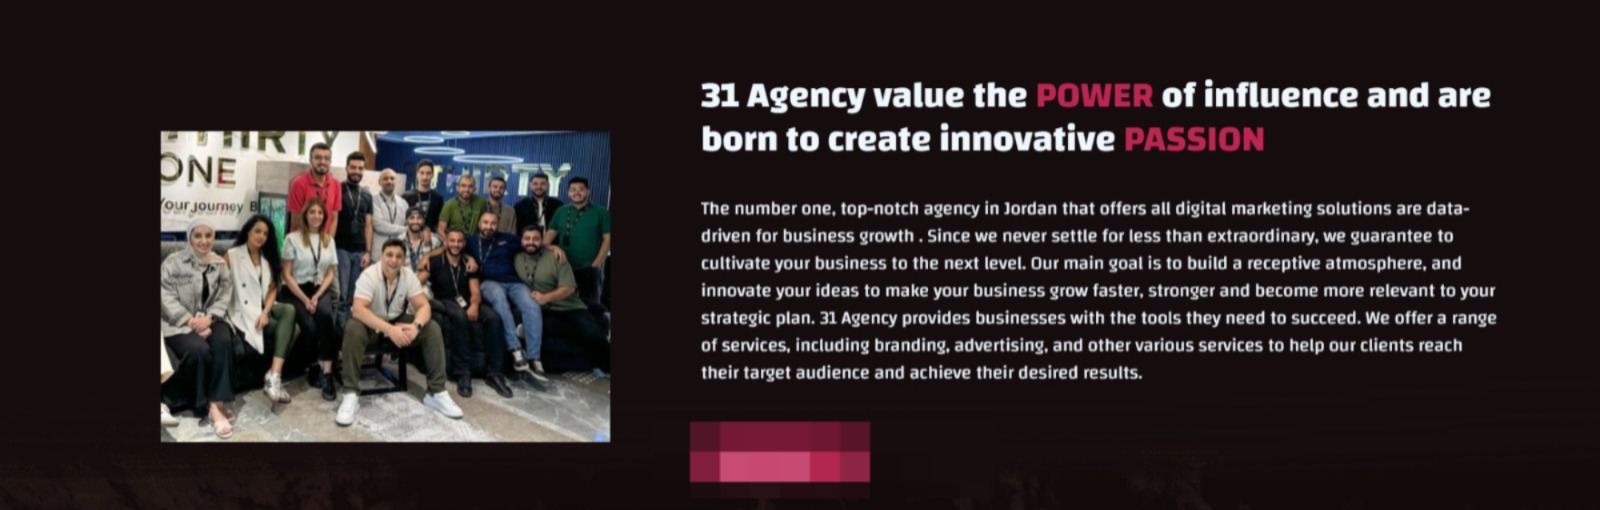 31 Agency value the POWER of influence and are
born to create innovative PASSION
THIRTY
ONE
Your journey
THIRTY
The number one, top-notch agency in Jordan that offers all digital marketing solutions are data-
driven for business growth . Since we never settle for less than extraordinary, we guarantee to
cultivate your business to the next level. Our main goal is to build a receptive atmosphere, and
innovate your ideas to make your business grow faster, stronger and become more relevant to your
strategic plan. 31 Agency provides businesses with the tools they need to succeed. We offer a range
of services, including branding, advertising, and other various services to help our clients reach
their target audience and achieve their desired results.